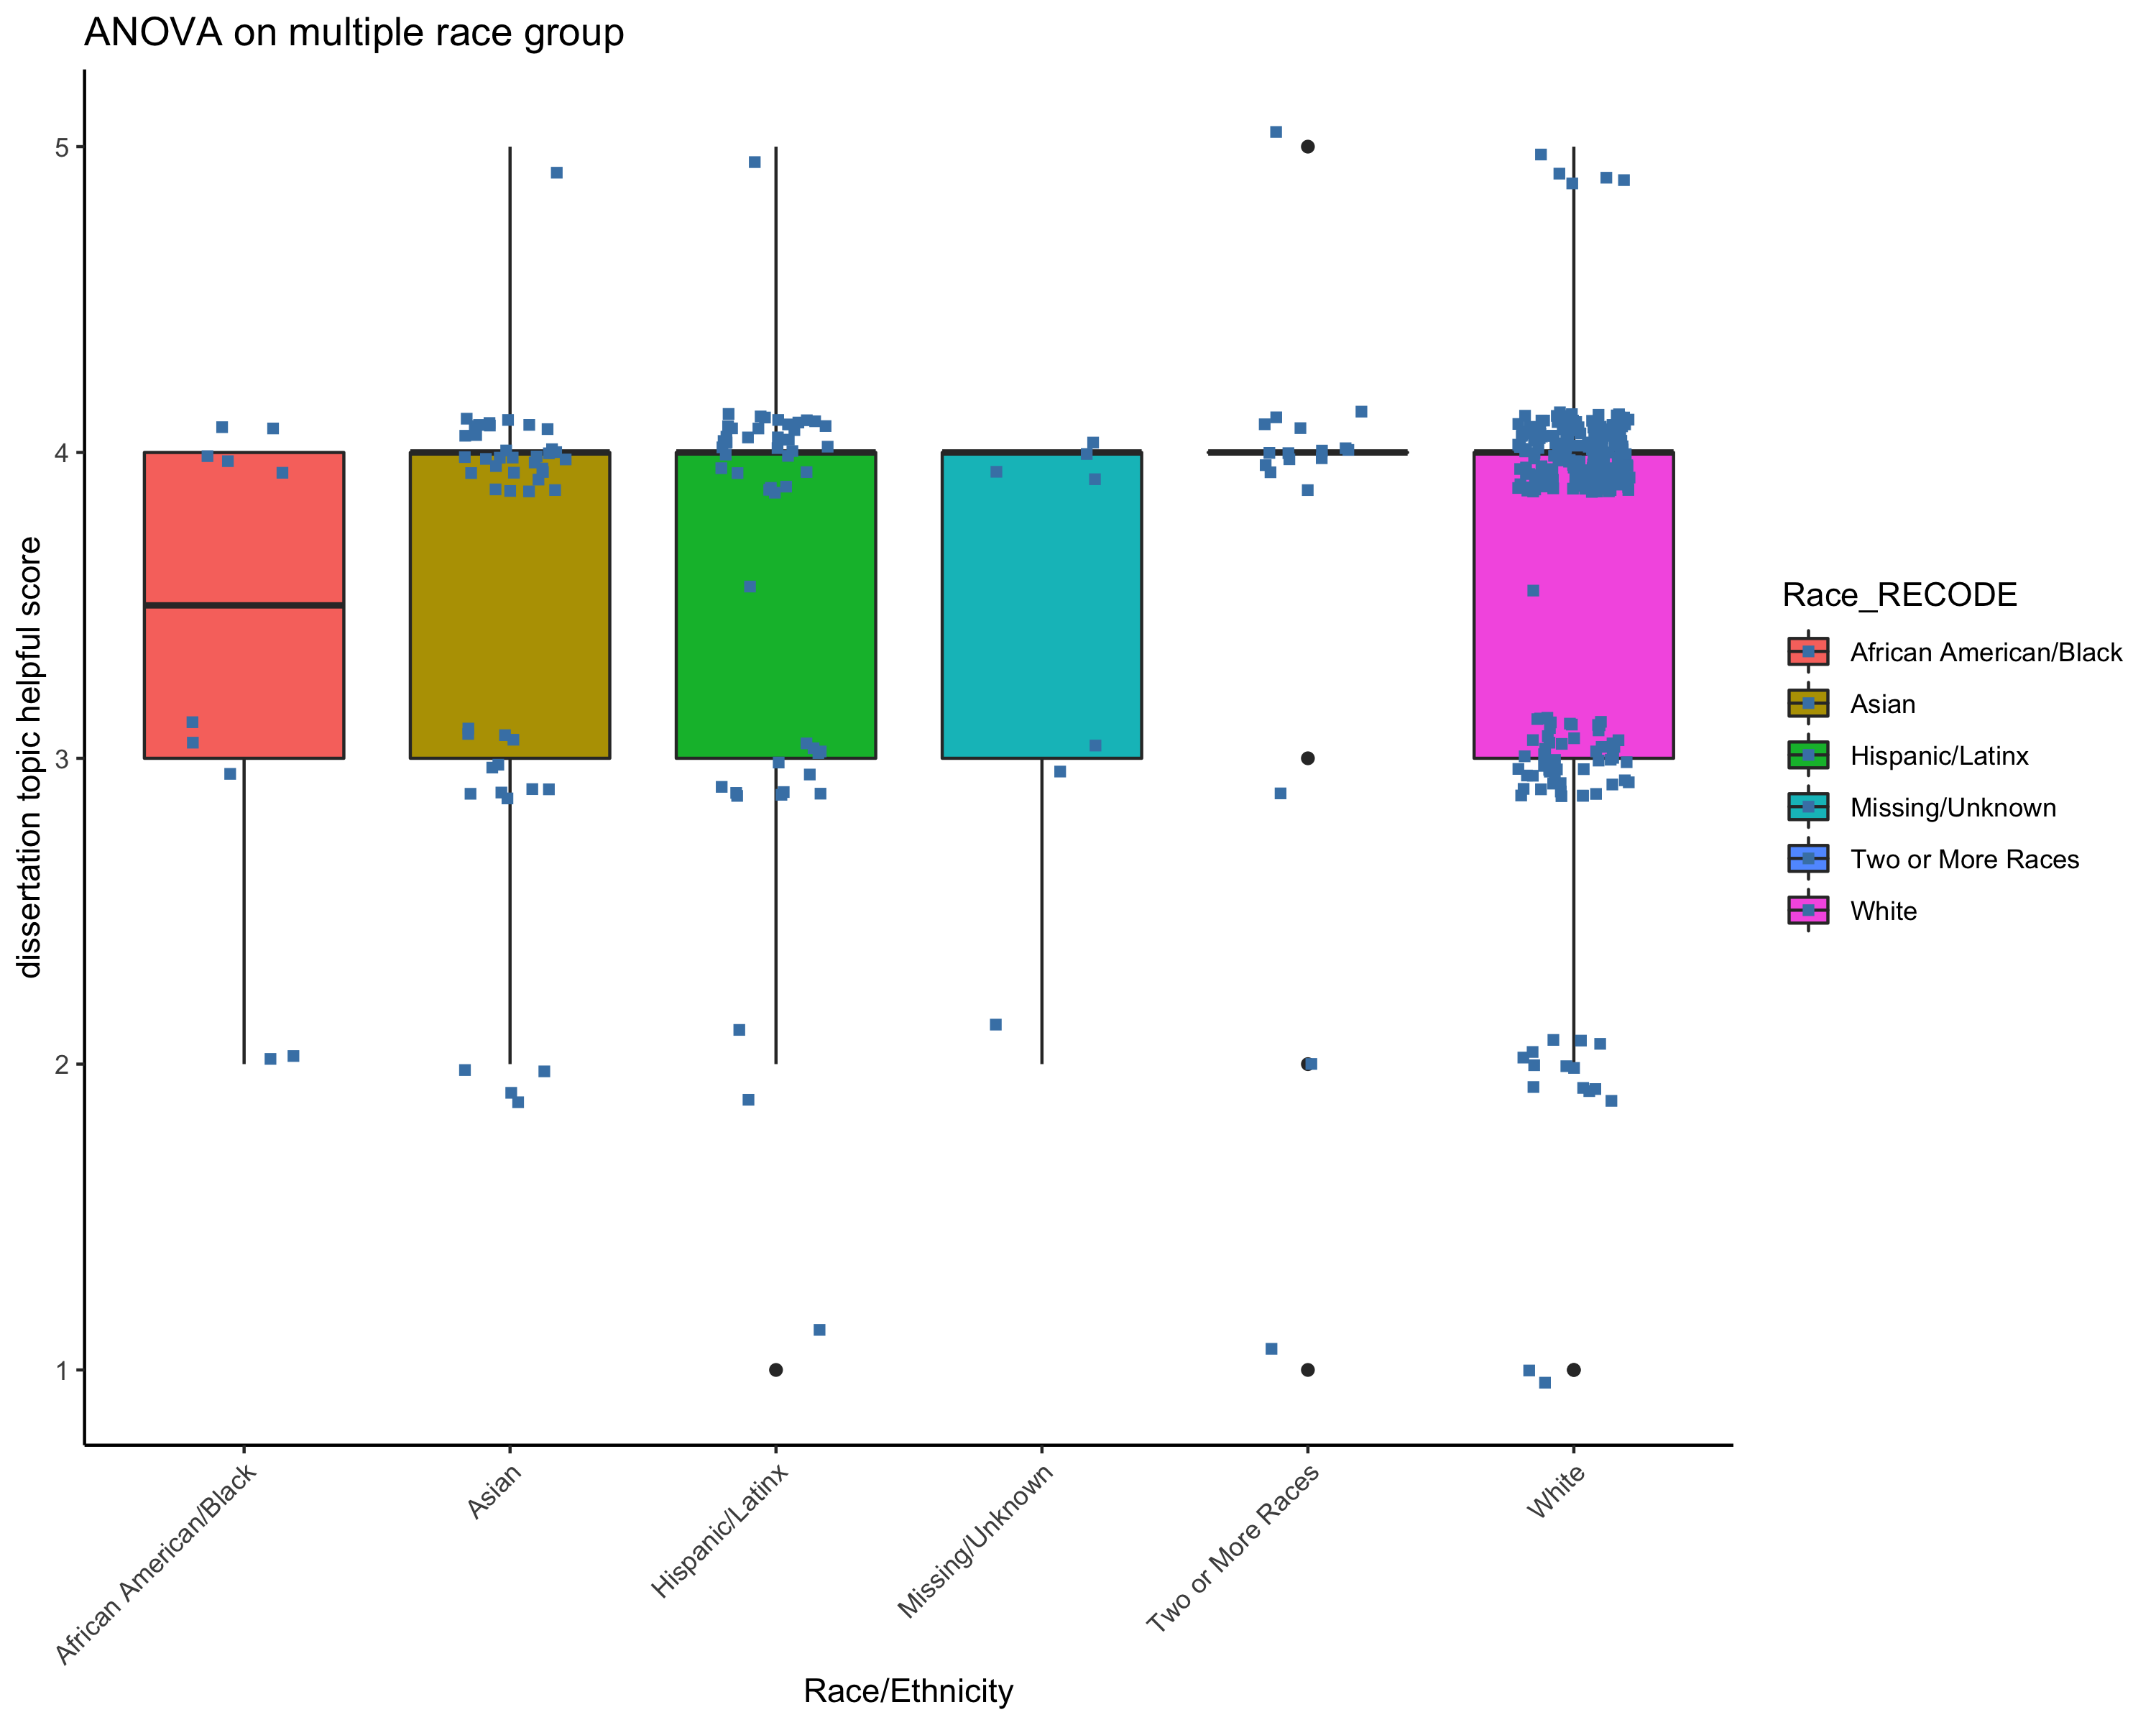 ANOVA on multiple race group
dissertation topic helpful score
5
4
3
2
1
African American/Black
Asian
Hispanic/Latinx
Missing/Unknown
Two or More Races
White
Race/Ethnicity
Race_RECODE
African American/Black
Asian
Hispanic/Latinx
Missing/Unknown
Two or More Races
White